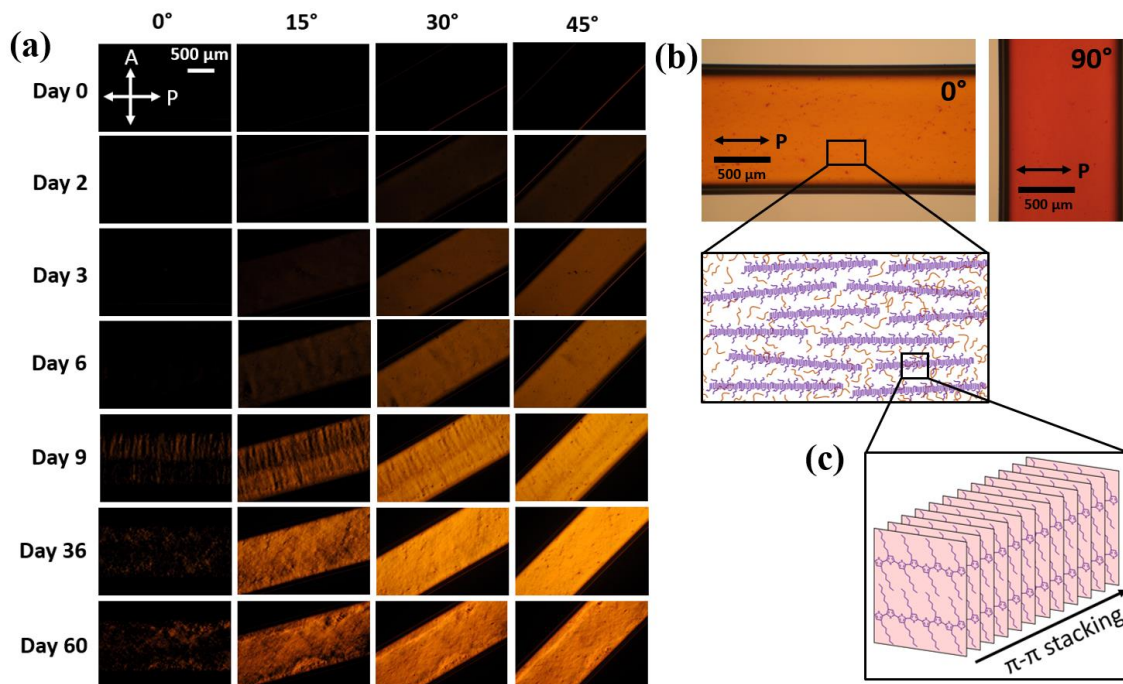 (a)
0° 15° 30° 45°
500 μm
A
P
Day 0
Day 2
Day 3
Day 6
Day 9
Day 36
Day 60
(b)
0°
P
500 μm
90°
P
500 μm
(c)
π-π stacking